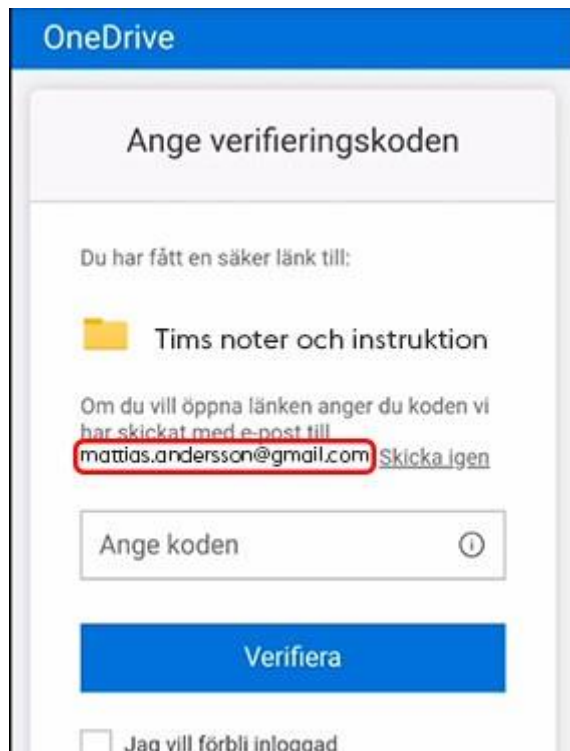 OneDrive
Ange verifieringskoden
Du har fått en säker länk till:
Tims noter och instruktion
Om du vill öppna länken anger du koden vi
har skickat med e-post till
mattias.andersson@gmail.com Skicka igen
Ange koden
Verifiera
Jag vill förbli inloggad